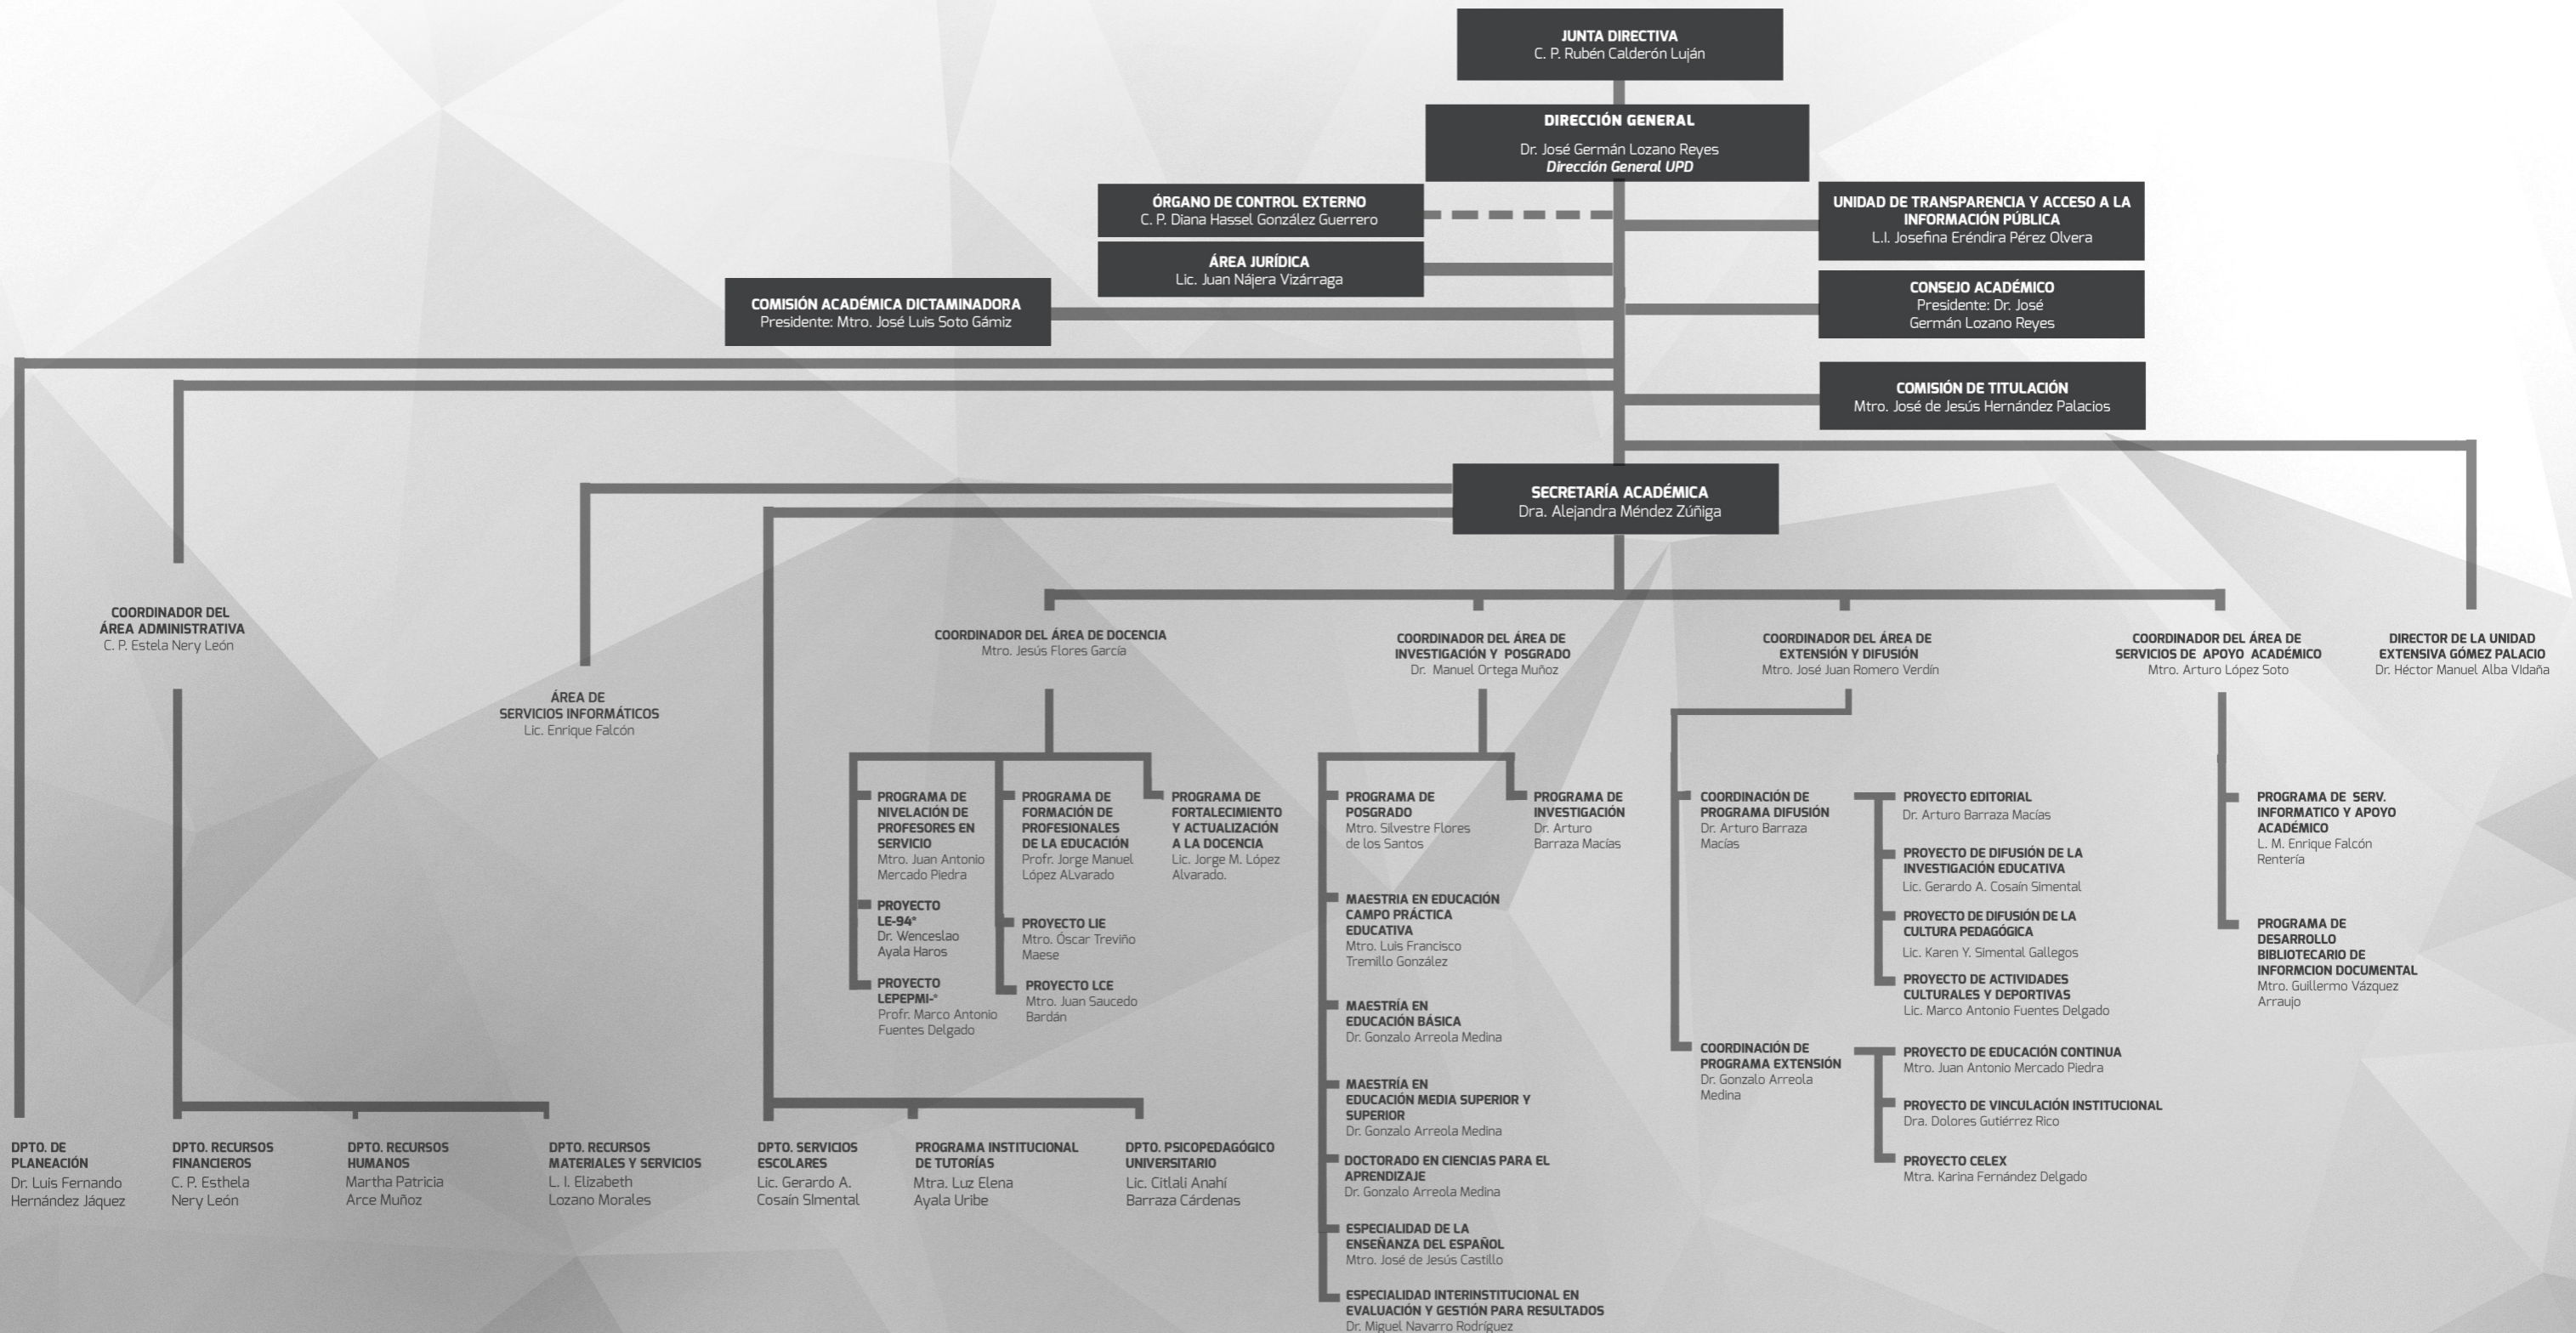 JUNTA DIRECTIVA
C. P. Rubén Calderón Luján
DIRECCIÓN GENERAL
Dr. José Germán Lozano Reyes
Dirección General UPD
ÓRGANO DE CONTROL EXTERNO
C. P. Diana Hassel González Guerrero
UNIDAD DE TRANSPARENCIA Y ACCESO A LA
INFORMACIÓN PÚBLICA
L.I. Josefina Eréndira Pérez Olvera
ÁREA JURÍDICA
Lic. Juan Nájera Vizárraga
COMISIÓN ACADÉMICA DICTAMINADORA
Presidente: Mtro. José Luis Soto Gámiz
CONSEJO ACADÉMICO
Presidente: Dr. José
Germán Lozano Reyes
COMISIÓN DE TITULACIÓN
Mtro. José de Jesús Hernández Palacios
SECRETARÍA ACADÉMICA
Dra. Alejandra Méndez Zúñiga
COORDINADOR DEL
ÁREA ADMINISTRATIVA
C. P. Estela Nery León
ÁREA DE
SERVICIOS INFORMÁTICOS
Lic. Enrique Falcón
COORDINADOR DEL ÁREA DE DOCENCIA
Mtro. Jesús Flores García
COORDINADOR DEL ÁREA DE
INVESTIGACIÓN Y POSGRADO
Dr. Manuel Ortega Muñoz
COORDINADOR DEL ÁREA DE
EXTENSIÓN Y DIFUSIÓN
Mtro. José Juan Romero Verdín
COORDINADOR DEL ÁREA DE
SERVICIOS DE APOYO ACADÉMICO
Mtro. Arturo López Soto
DIRECTOR DE LA UNIDAD
EXTENSIVA GÓMEZ PALACIO
Dr. Héctor Manuel Alba VIdaña
PROGRAMA DE
NIVELACIÓN DE
PROFESORES EN
SERVICIO
Mtro. Juan Antonio
Mercado Piedra
PROYECTO
LE-94°
Dr. Wenceslao
Ayala Haros
PROYECTO
LEPEPMI-°
Profr. Marco Antonio
Fuentes Delgado
PROGRAMA DE
FORMACIÓN DE
PROFESIONALES
DE LA EDUCACIÓN
Profr. Jorge Manuel
López ALvarado
PROYECTO LIE
Mtro. Óscar Treviño
Maese
PROYECTO LCE
Mtro. Juan Saucedo
Bardán
PROGRAMA DE
FORTALECIMIENTO
Y ACTUALIZACIÓN
A LA DOCENCIA
Lic. Jorge M. López
Alvarado.
PROGRAMA DE
POSGRADO
Mtro. Silvestre Flores
de los Santos
MAESTRIA EN EDUCACIÓN
CAMPO PRÁCTICA
EDUCATIVA
Mtro. Luis Francisco
Tremillo González
MAESTRÍA EN
EDUCACIÓN BÁSICA
Dr. Gonzalo Arreola Medina
MAESTRÍA EN
EDUCACIÓN MEDIA SUPERIOR Y
SUPERIOR
Dr. Gonzalo Arreola Medina
DOCTORADO EN CIENCIAS PARA EL
APRENDIZAJE
Dr. Gonzalo Arreola Medina
ESPECIALIDAD DE LA
ENSEÑANZA DEL ESPAÑOL
Mtro. José de Jesús Castillo
ESPECIALIDAD INTERINSTITUCIONAL EN
EVALUACIÓN Y GESTIÓN PARA RESULTADOS
Dr. Miguel Navarro Rodríguez
PROGRAMA DE
INVESTIGACIÓN
Dr. Arturo
Barraza Macías
COORDINACIÓN DE
PROGRAMA DIFUSIÓN
Dr. Arturo Barraza
Macías
PROYECTO EDITORIAL
Dr. Arturo Barraza Macías
PROYECTO DE DIFUSIÓN DE LA
INVESTIGACIÓN EDUCATIVA
Lic. Gerardo A. Cosaín Simental
PROYECTO DE DIFUSIÓN DE LA
CULTURA PEDAGÓGICA
Lic. Karen Y. Simental Gallegos
PROYECTO DE ACTIVIDADES
CULTURALES Y DEPORTIVAS
Lic. Marco Antonio Fuentes Delgado
COORDINACIÓN DE
PROGRAMA EXTENSIÓN
Dr. Gonzalo Arreola
Medina
PROYECTO DE EDUCACIÓN CONTINUA
Mtro. Juan Antonio Mercado Piedra
PROYECTO DE VINCULACIÓN INSTITUCIONAL
Dra. Dolores Gutiérrez Rico
PROYECTO CELEX
Mtra. Karina Fernández Delgado
PROGRAMA DE SERV.
INFORMATICO Y APOYO
ACADÉMICO
L. M. Enrique Falcón
Rentería
PROGRAMA DE
DESARROLLO
BIBLIOTECARIO DE
INFORMCION DOCUMENTAL
Mtro. Guillermo Vázquez
Arraujo
DPTO. DE
PLANEACIÓN
Dr. Luis Fernando
Hernández Jáquez
DPTO. RECURSOS
FINANCIEROS
C. P. Esthela
Nery León
DPTO. RECURSOS
HUMANOS
Martha Patricia
Arce Muñoz
DPTO. RECURSOS
MATERIALES Y SERVICIOS
L. I. Elizabeth
Lozano Morales
DPTO. SERVICIOS
ESCOLARES
Lic. Gerardo A.
Cosaín SImental
PROGRAMA INSTITUCIONAL
DE TUTORÍAS
Mtra. Luz Elena
Ayala Uribe
DPTO. PSICOPEDAGÓGICO
UNIVERSITARIO
Lic. Citlali Anahí
Barraza Cárdenas